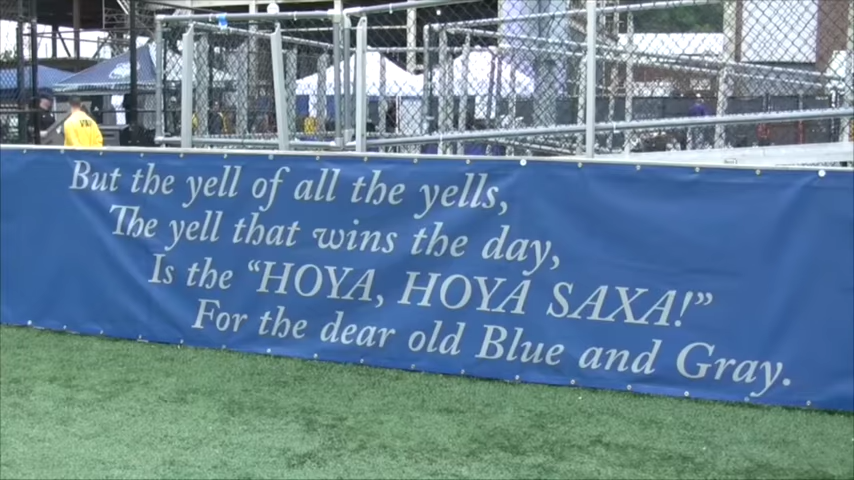 But the yell of all the yells,
The yell that wins the day,
Is the “HOYA, HOYA SAXA!”
For the dear old Blue and Gray.